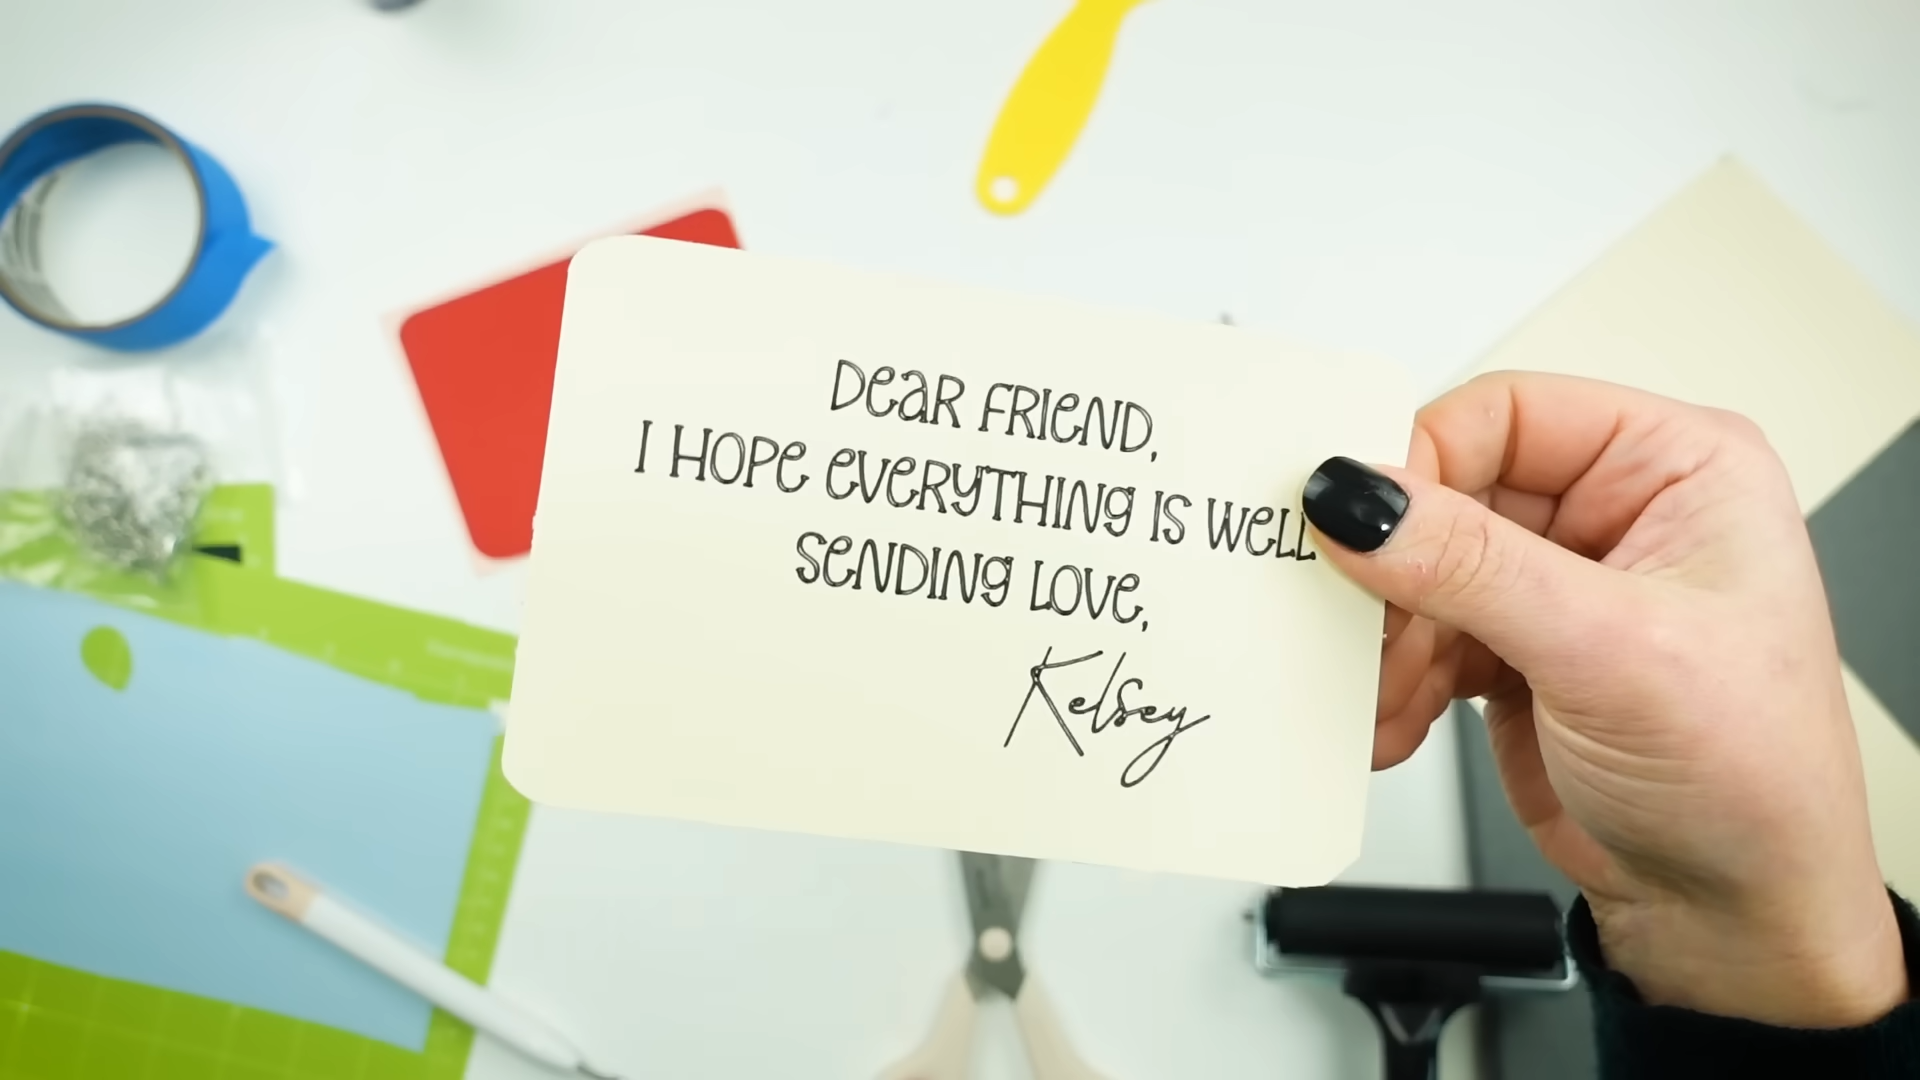 Dear Friend,
I hope everything is well
Sending love,
Kelsey